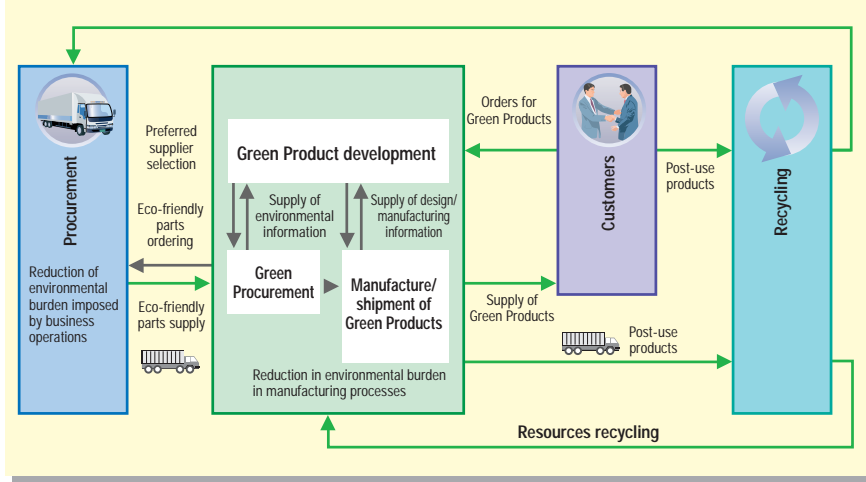 Procurement
Reduction of
environmental
burden imposed
by business
operations
Preferred
supplier
selection
Eco-friendly
parts
ordering
Eco-friendly
parts supply
Green Product development
Supply of
environmental
information
Supply of design/
manufacturing
information
Green
Procurement
Manufacture/
shipment of
Green Products
Reduction in environmental burden
in manufacturing processes
Orders for
Green Products
Supply of
Green Products
Customers
Post-use
products
Post-use
products
Recycling
Resources recycling